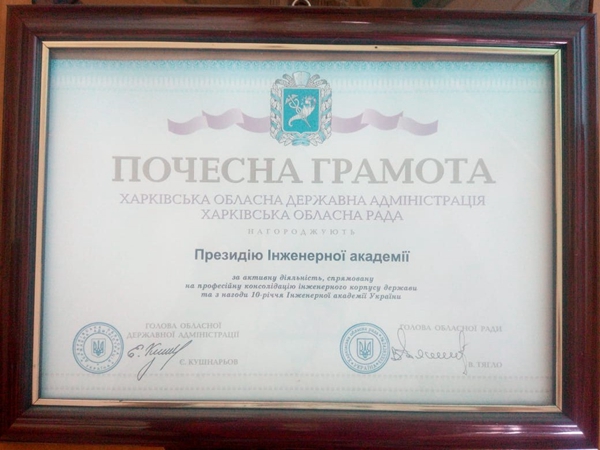 ПОЧЕСНА ГРАМОТА
ХАРКІВСЬКА ОБЛАСНА ДЕРЖАВНА АДМІНІСТРАЦІЯ
ХАРКІВСЬКА ОБЛАСНА РАДА
НАГОРОДЖУЮТЬ
Президію Інженерної академії
за активну діяльність, спрямовану
на професійну консолідацію інженерного корпусу держави
та з нагоди 10-річчя Інженерної академії України
ГОЛОВА ОБЛАСНОЇ
ДЕРЖАВНОЇ АДМІНІСТРАЦІЇ
Є. КУШНАРЬОВ
ГОЛОВА ОБЛАСНОЇ РАДИ
В. ТЯГЛО